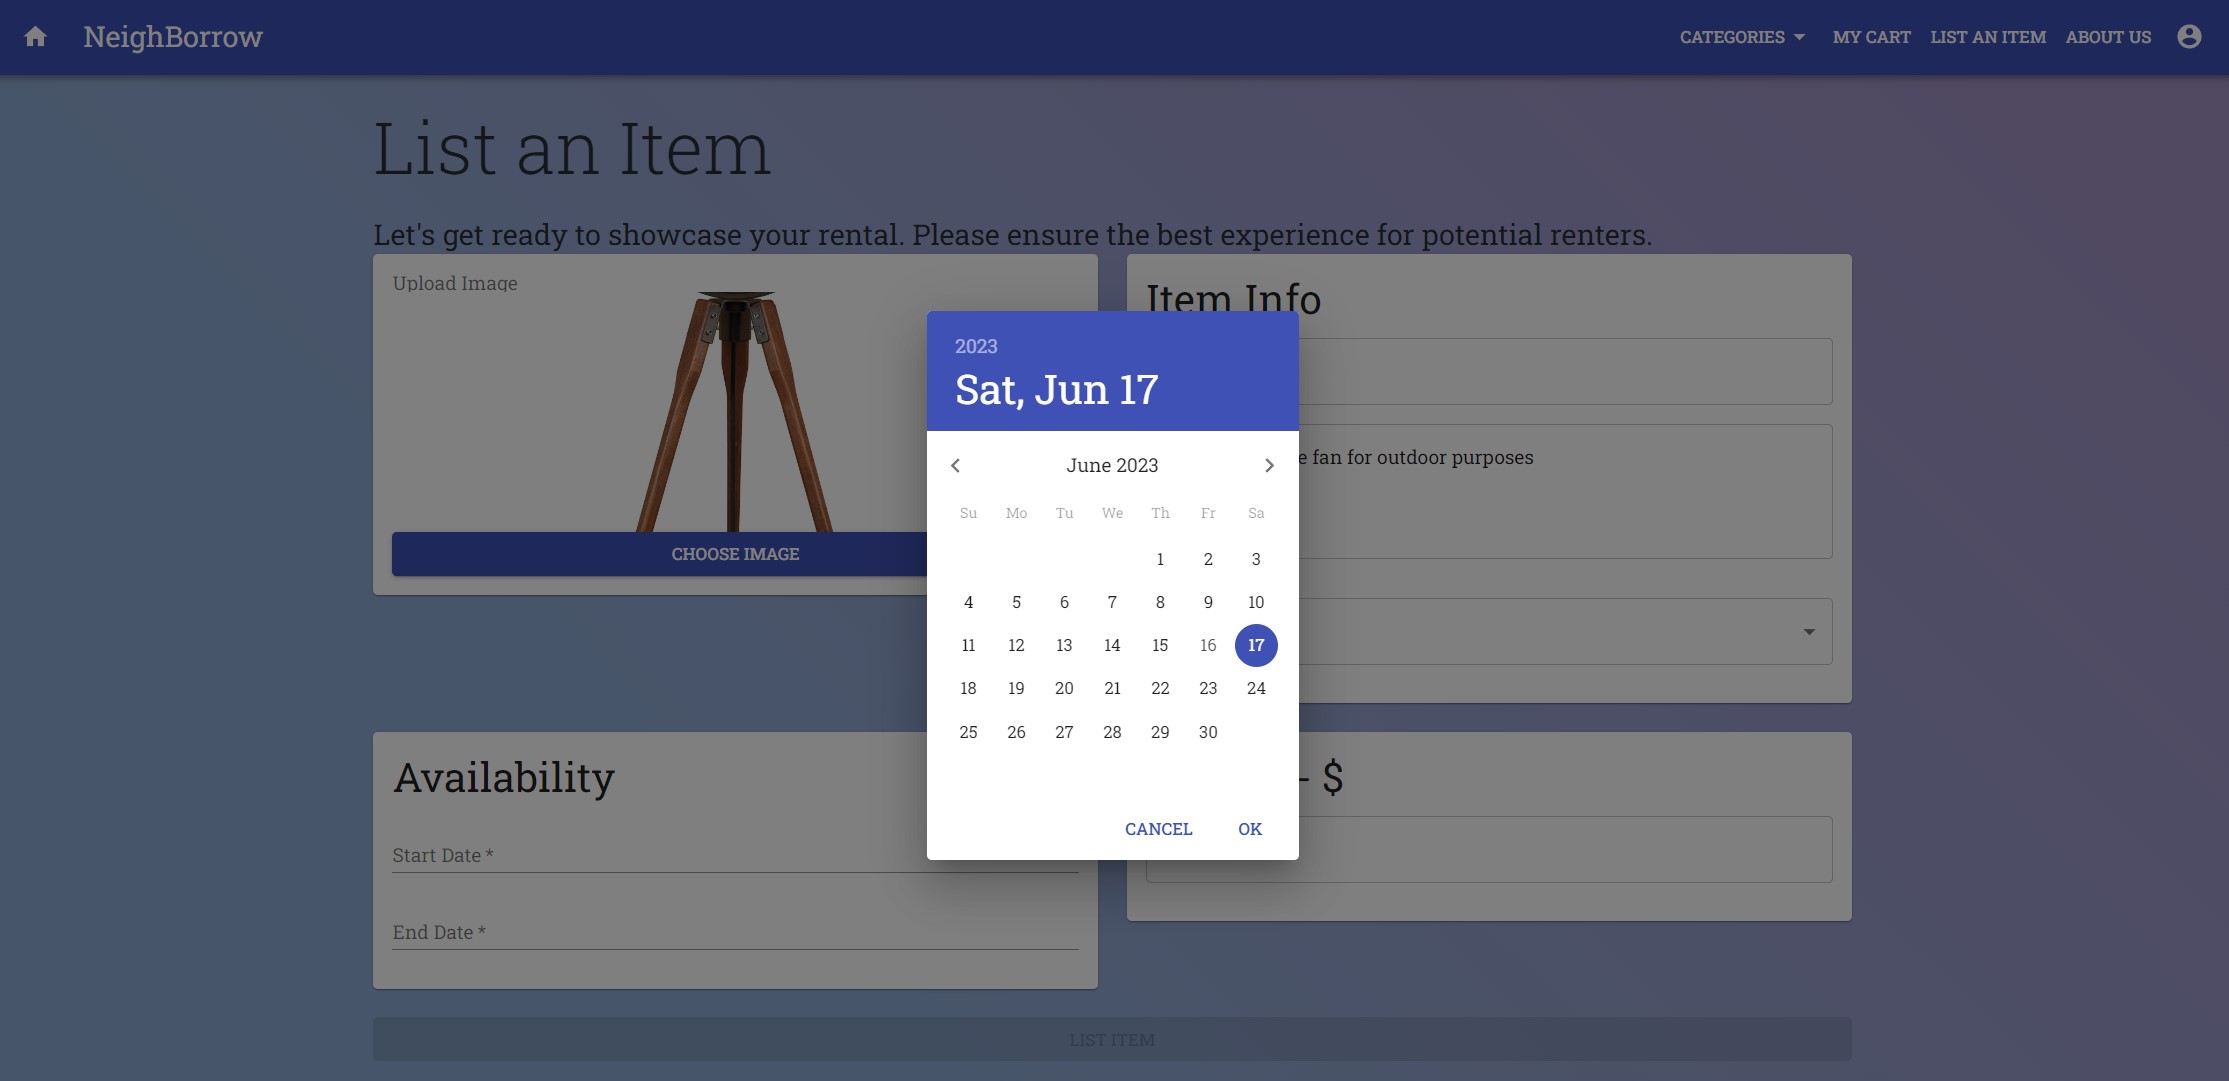 NeighBorrow
CATEGORIES
MY CART
LIST AN ITEM
ABOUT US
List an Item
Let's get ready to showcase your rental. Please ensure the best experience for potential renters.
Upload Image
CHOOSE IMAGE
Item Info
fan for outdoor purposes
2023
Sat, Jun 17
June 2023
Su Mo Tu We Th Fr Sa
1 2 3
4 5 6 7 8 9 10
11 12 13 14 15 16 17
18 19 20 21 22 23 24
25 26 27 28 29 30
CANCEL OK
Availability
Start Date *
End Date *
- $
LIST ITEM